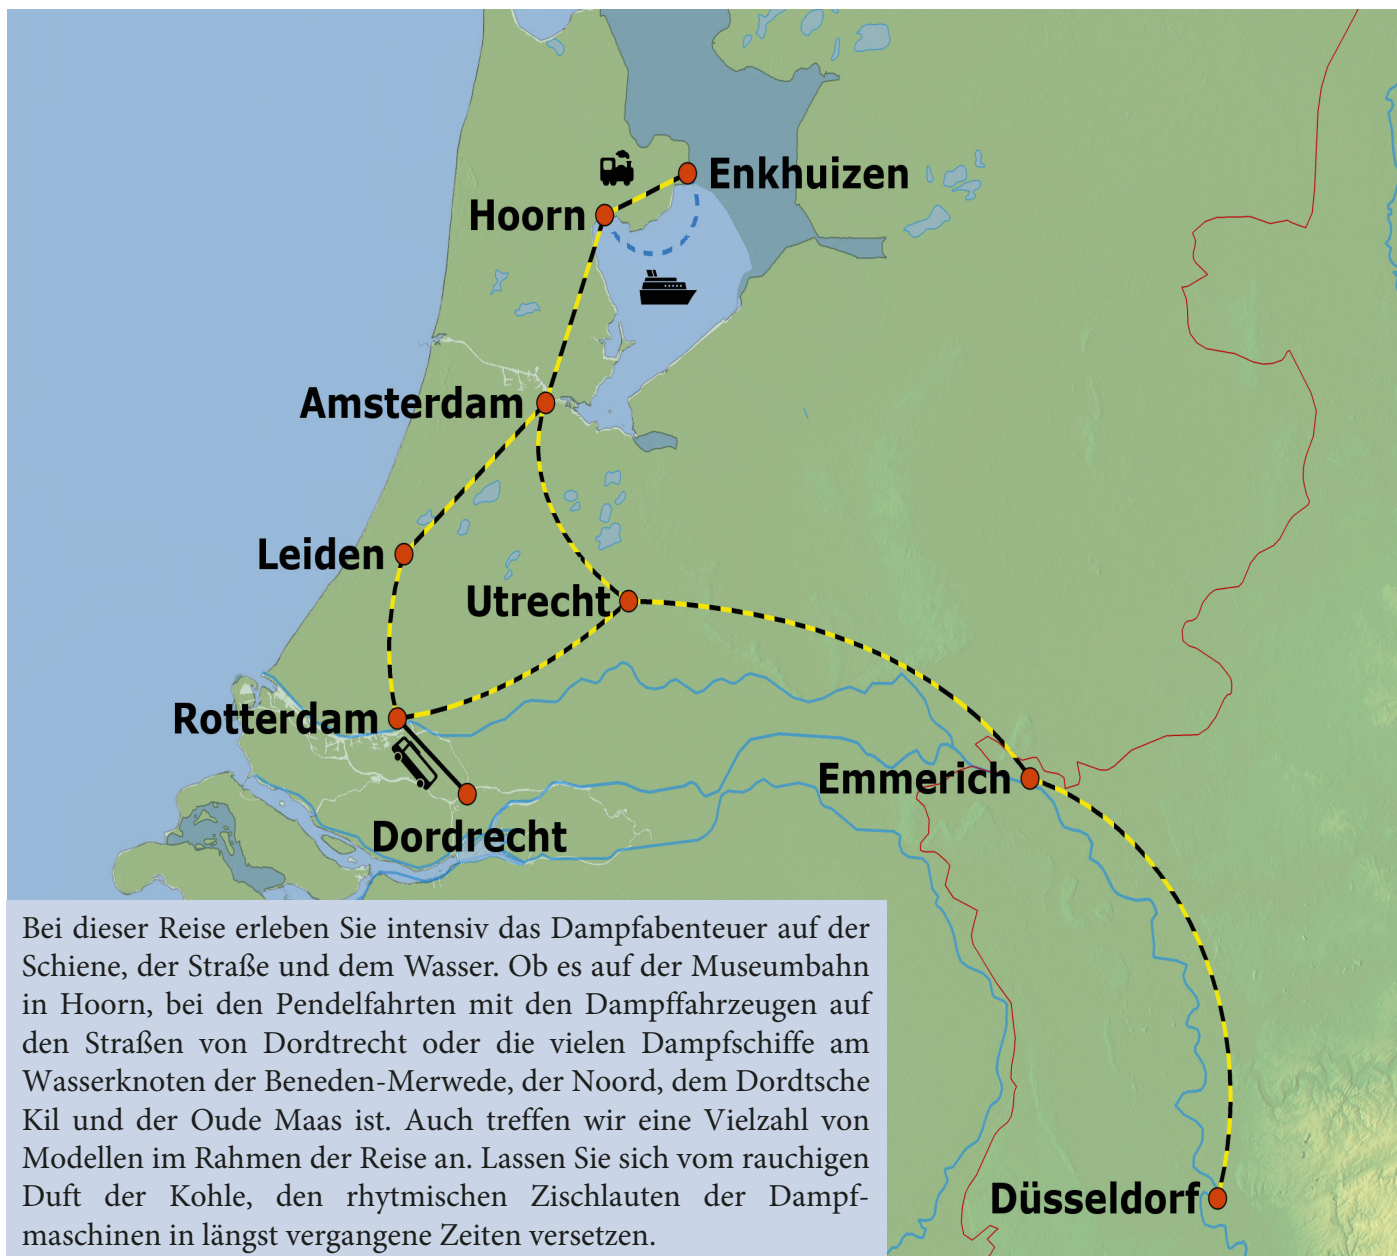 Enkhuizen
Hoorn
Amsterdam
Leiden
Utrecht
Rotterdam
Emmerich
Dordrecht
Düsseldorf
Bei dieser Reise erleben Sie intensiv das Dampfabenteuer auf der
Schiene, der Straße und dem Wasser. Ob es auf der Museumbahn
in Hoorn, bei den Pendelfahrten mit den Dampffahrzeugen auf
den Straßen von Dordtrecht oder die vielen Dampfschiffe am
Wasserknoten der Beneden-Merwede, der Noord, dem Dordtsche
Kil und der Oude Maas ist. Auch treffen wir eine Vielzahl von
Modellen im Rahmen der Reise an. Lassen Sie sich vom rauchigen
Duft der Kohle, den rhytmischen Zischlauten der Dampf-
maschinen in längst vergangene Zeiten versetzen.